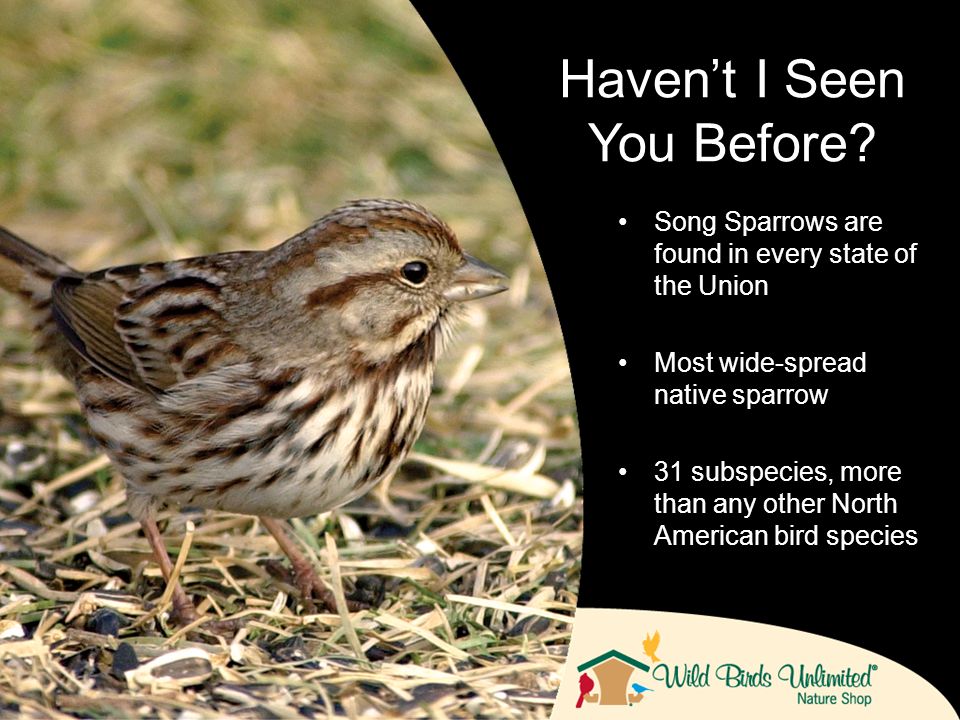 Haven’t I Seen
You Before?
• Song Sparrows are
found in every state of
the Union
• Most wide-spread
native sparrow
• 31 subspecies, more
than any other North
American bird species
Wild Birds Unlimited®
Nature Shop